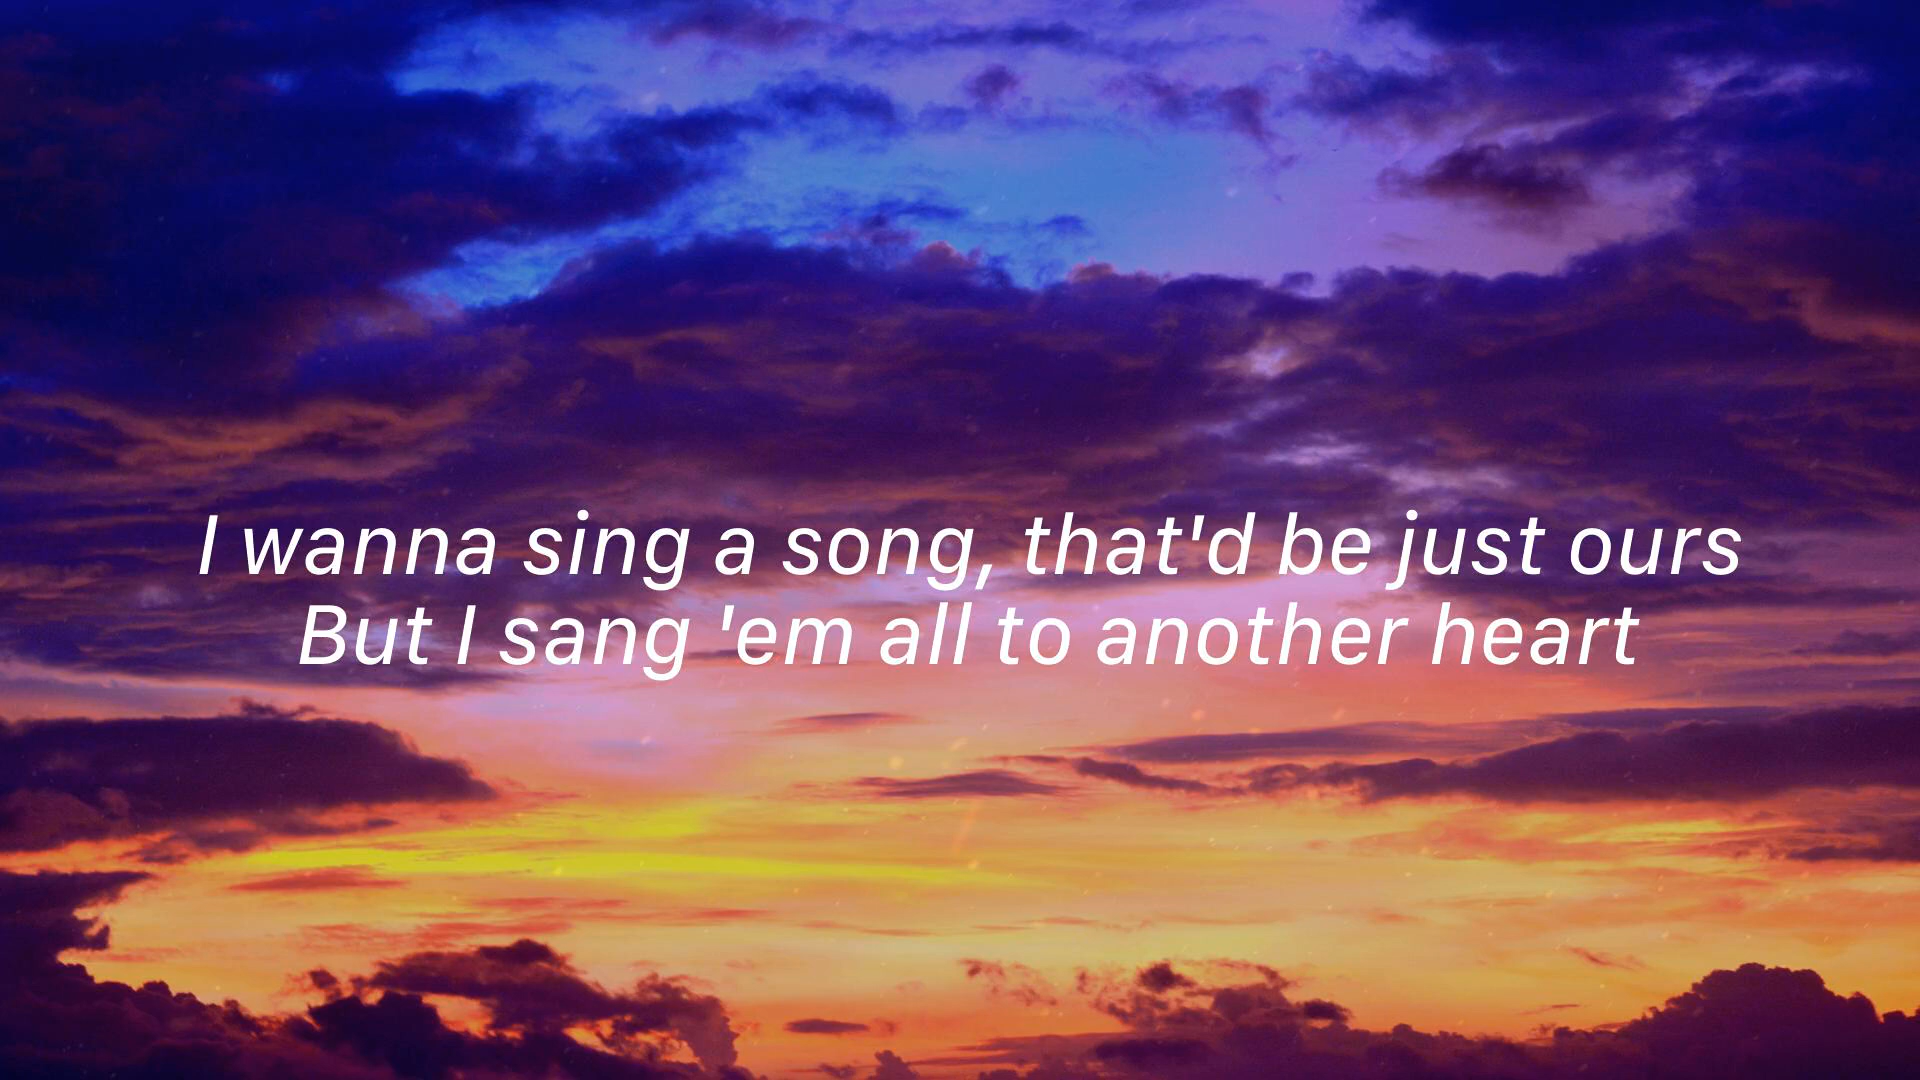 I wanna sing a song, that'd be just ours
But I sang 'em all to another heart